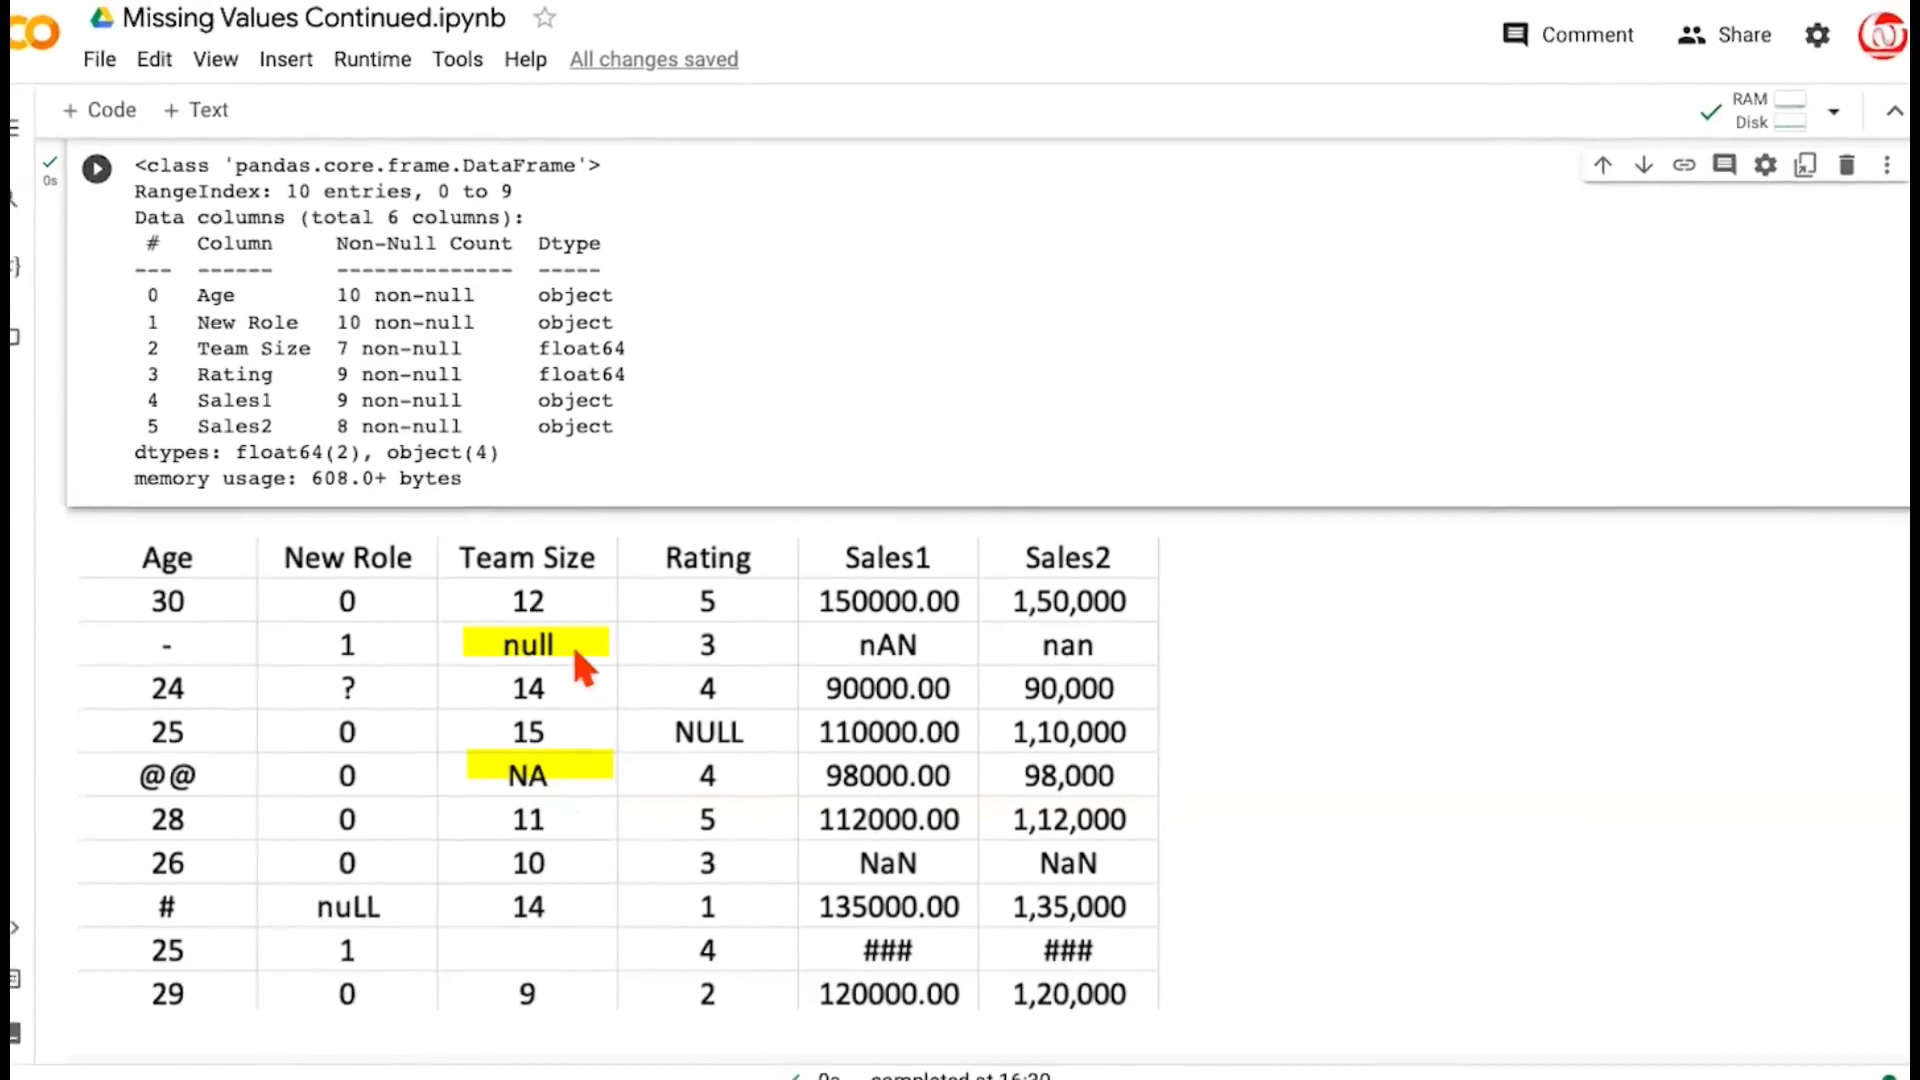 CO
Missing Values Continued.ipynb
Comment
Share
File Edit View Insert Runtime Tools Help All changes saved
+ Code + Text
RAM
Disk
0s
<class 'pandas.core.frame.DataFrame'>
RangeIndex: 10 entries, 0 to 9
Data columns (total 6 columns):
# Column Non-Null Count Dtype
--- ------ -------------- -----
0 Age 10 non-null object
1 New Role 10 non-null object
2 Team Size 7 non-null float64
3 Rating 9 non-null float64
4 Sales1 9 non-null object
5 Sales2 8 non-null object
dtypes: float64(2), object(4)
memory usage: 608.0+ bytes
Age New Role Team Size Rating Sales1 Sales2
30 0 12 5 150000.00 1,50,000
- 1 null 3 nAN nan
24 ? 14 4 90000.00 90,000
25 0 15 NULL 110000.00 1,10,000
@@ 0 NA 4 98000.00 98,000
28 0 11 5 112000.00 1,12,000
26 0 10 3 NaN NaN
# nuLL 14 1 135000.00 1,35,000
25 1 4 ### ###
29 0 9 2 120000.00 1,20,000
0s completed at 16:30